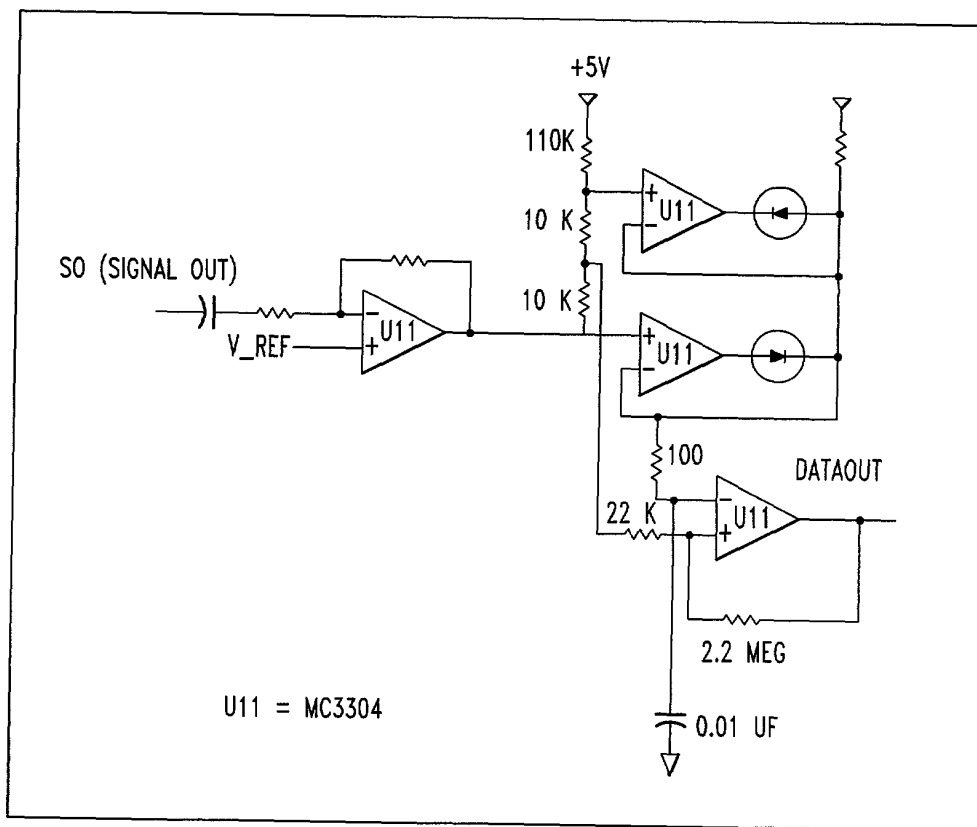 +5V
110K
10 K
10 K
SO (SIGNAL OUT)
V_REF
+
-
U11
-
+
U11
+
-
U11
100
DATAOUT
22 K
-
+
U11
2.2 MEG
0.01 UF
U11 = MC3304